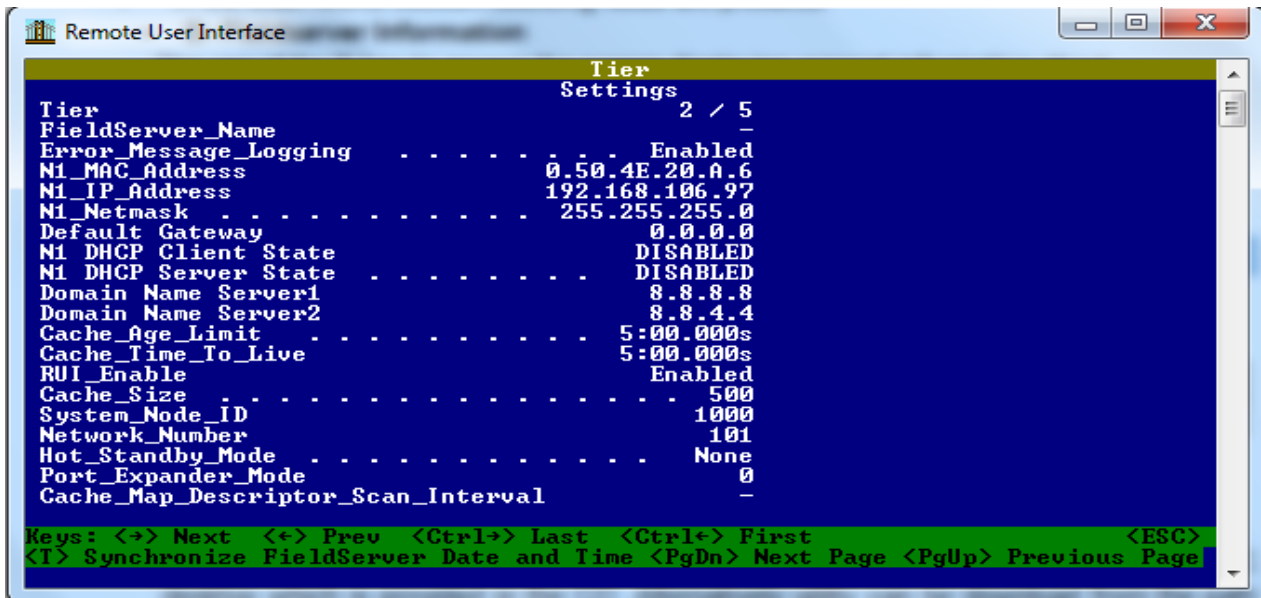 Remote User Interface
Tier
Settings
Tier 2 / 5
FieldServer_Name -
Error_Message_Logging . . . . . . . . Enabled
N1_MAC_Address 0.50.4E.20.A.6
N1_IP_Address 192.168.106.97
N1_Netmask . . . . . . . . . . . 255.255.255.0
Default Gateway 0.0.0.0
N1 DHCP Client State DISABLED
N1 DHCP Server State . . . . . . . . DISABLED
Domain Name Server1 8.8.8.8
Domain Name Server2 8.8.4.4
Cache_Age_Limit . . . . . . . . . . 5:00.000s
Cache_Time_To_Live 5:00.000s
RUI_Enable Enabled
Cache_Size . . . . . . . . . . . . . . . . 500
System_Node_ID 1000
Network_Number 101
Hot_Standby_Mode . . . . . . . . . . . . None
Port_Expander_Mode 0
Cache_Map_Descriptor_Scan_Interval -
Keys: <→> Next <←> Prev <Ctrl→> Last <Ctrl←> First <ESC>
<T> Synchronize FieldServer Date and Time <PgDn> Next Page <PgUp> Previous Page